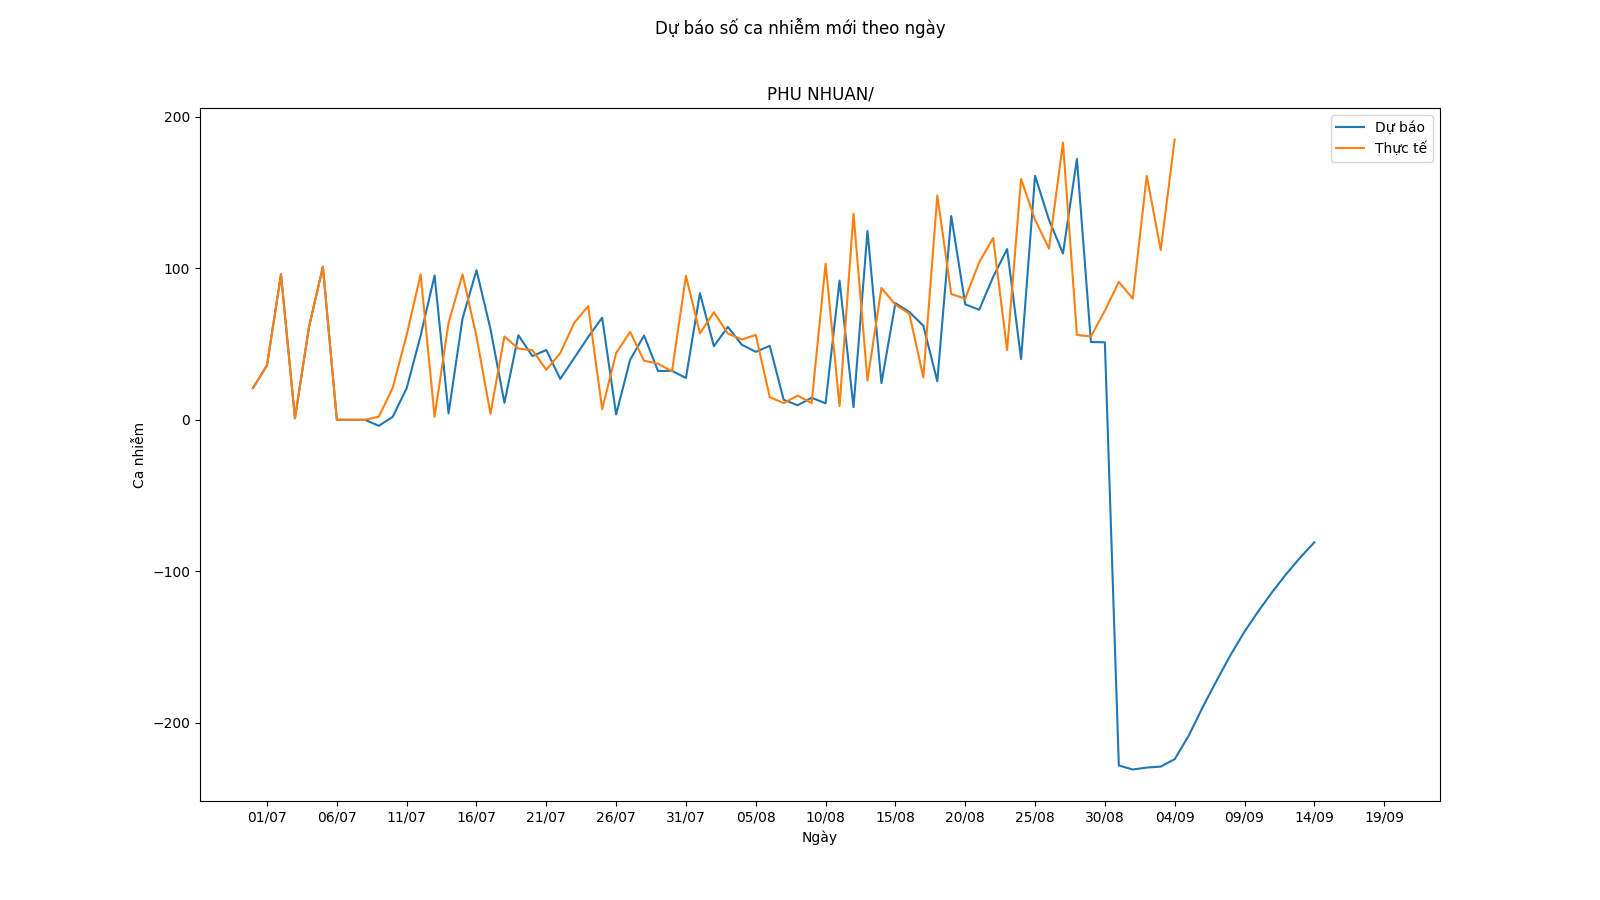 Dự báo số ca nhiễm mới theo ngày
PHU NHUAN/
Dự báo
Thực tế
200
100
0
−100
−200
Ca nhiễm
01/07 06/07 11/07 16/07 21/07 26/07 31/07 05/08 10/08 15/08 20/08 25/08 30/08 04/09 09/09 14/09 19/09
Ngày